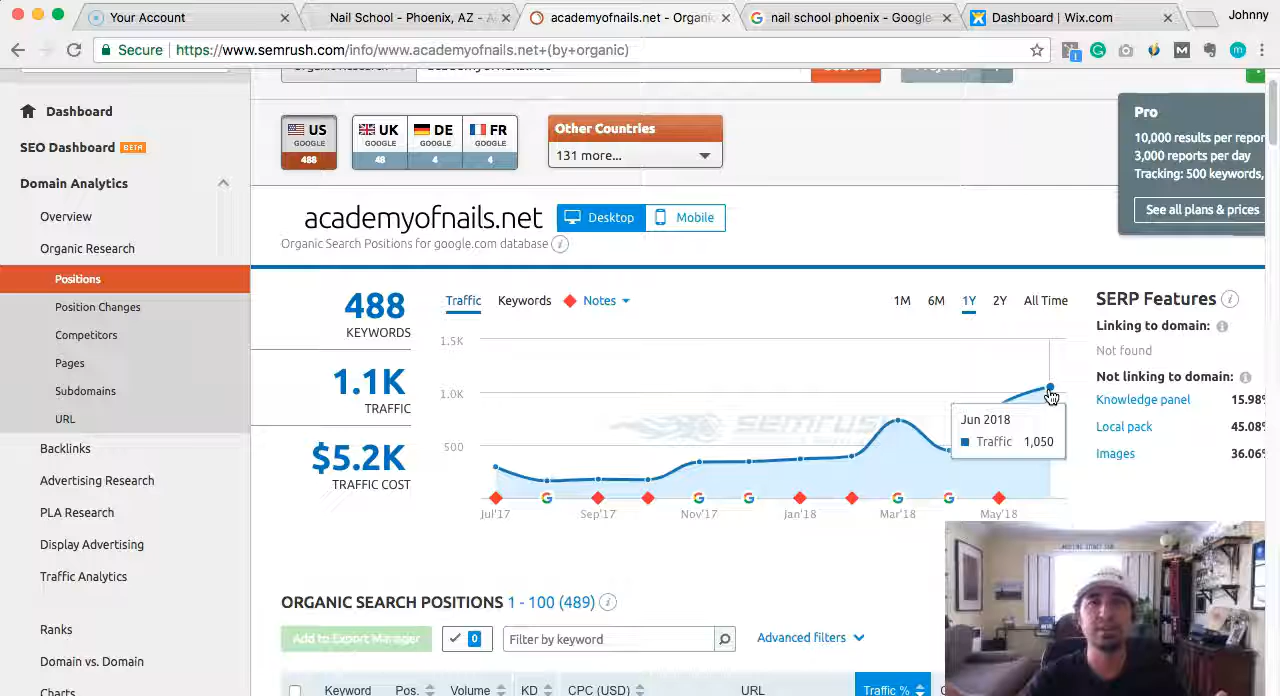 Your Account
Nail School - Phoenix, AZ - A
academyofnails.net - Organic
nail school phoenix - Google
Dashboard | Wix.com
Johnny
Secure
https://www.semrush.com/info/www.academyofnails.net+(by+organic)
Dashboard
SEO Dashboard BETA
Domain Analytics
Overview
Organic Research
Positions
Position Changes
Competitors
Pages
Subdomains
URL
Backlinks
Advertising Research
PLA Research
Display Advertising
Traffic Analytics
Ranks
Domain vs. Domain
Charts
US GOOGLE 488
UK GOOGLE 48
DE GOOGLE 4
FR GOOGLE 4
Other Countries
131 more...
Pro
10,000 results per repor
3,000 reports per day
Tracking: 500 keywords,
See all plans & prices
academyofnails.net
Desktop
Mobile
Organic Search Positions for google.com database
488
KEYWORDS
1.1K
TRAFFIC
$5.2K
TRAFFIC COST
Traffic
Keywords
Notes
1M
6M
1Y
2Y
All Time
1.5K
1.0K
500
SEMRUSH
Jun 2018
Traffic 1,050
Jul'17
Sep'17
Nov'17
Jan'18
Mar'18
May'18
SERP Features
Linking to domain:
Not found
Not linking to domain:
Knowledge panel 15.98%
Local pack 45.08%
Images 36.06%
ORGANIC SEARCH POSITIONS 1 - 100 (489)
Add to Export Manager
0
Filter by keyword
Advanced filters
Keyword
Pos.
Volume
KD
CPC (USD)
URL
Traffic %